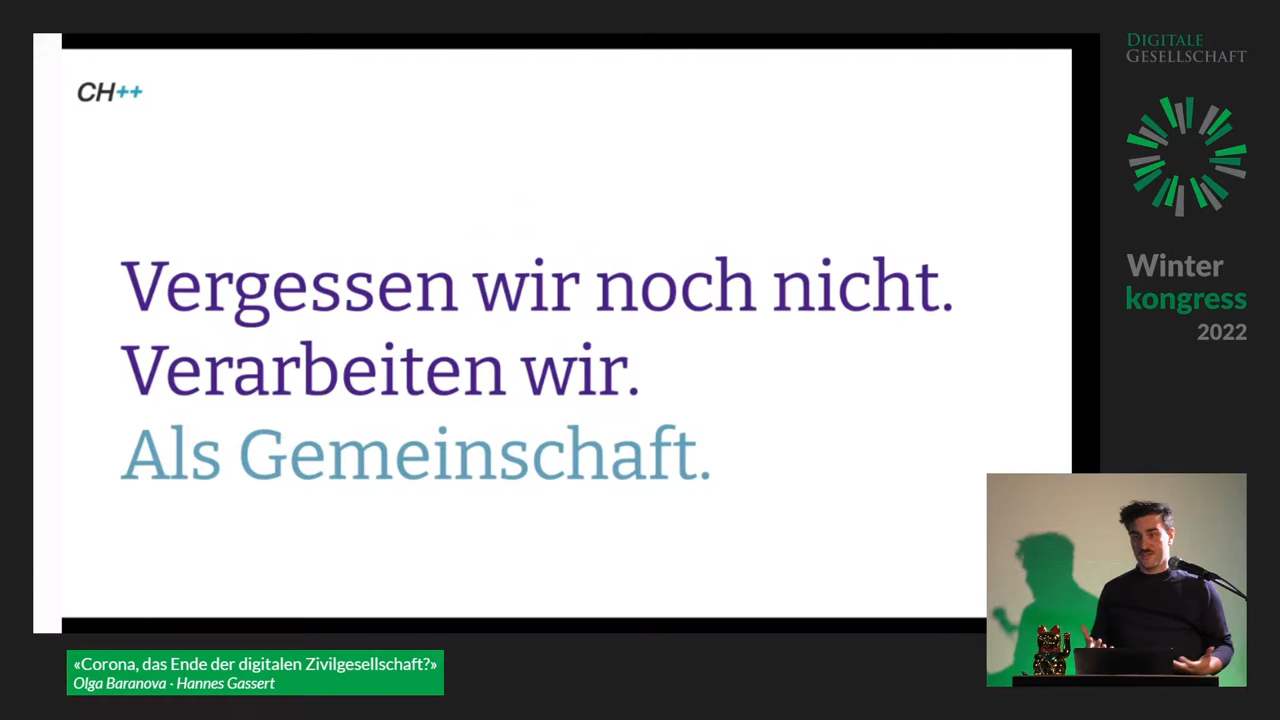 CH++
Vergessen wir noch nicht.
Verarbeiten wir.
Als Gemeinschaft.
DIGITALE
GESELLSCHAFT
Winter
kongress
2022
«Corona, das Ende der digitalen Zivilgesellschaft?»
Olga Baranova · Hannes Gassert